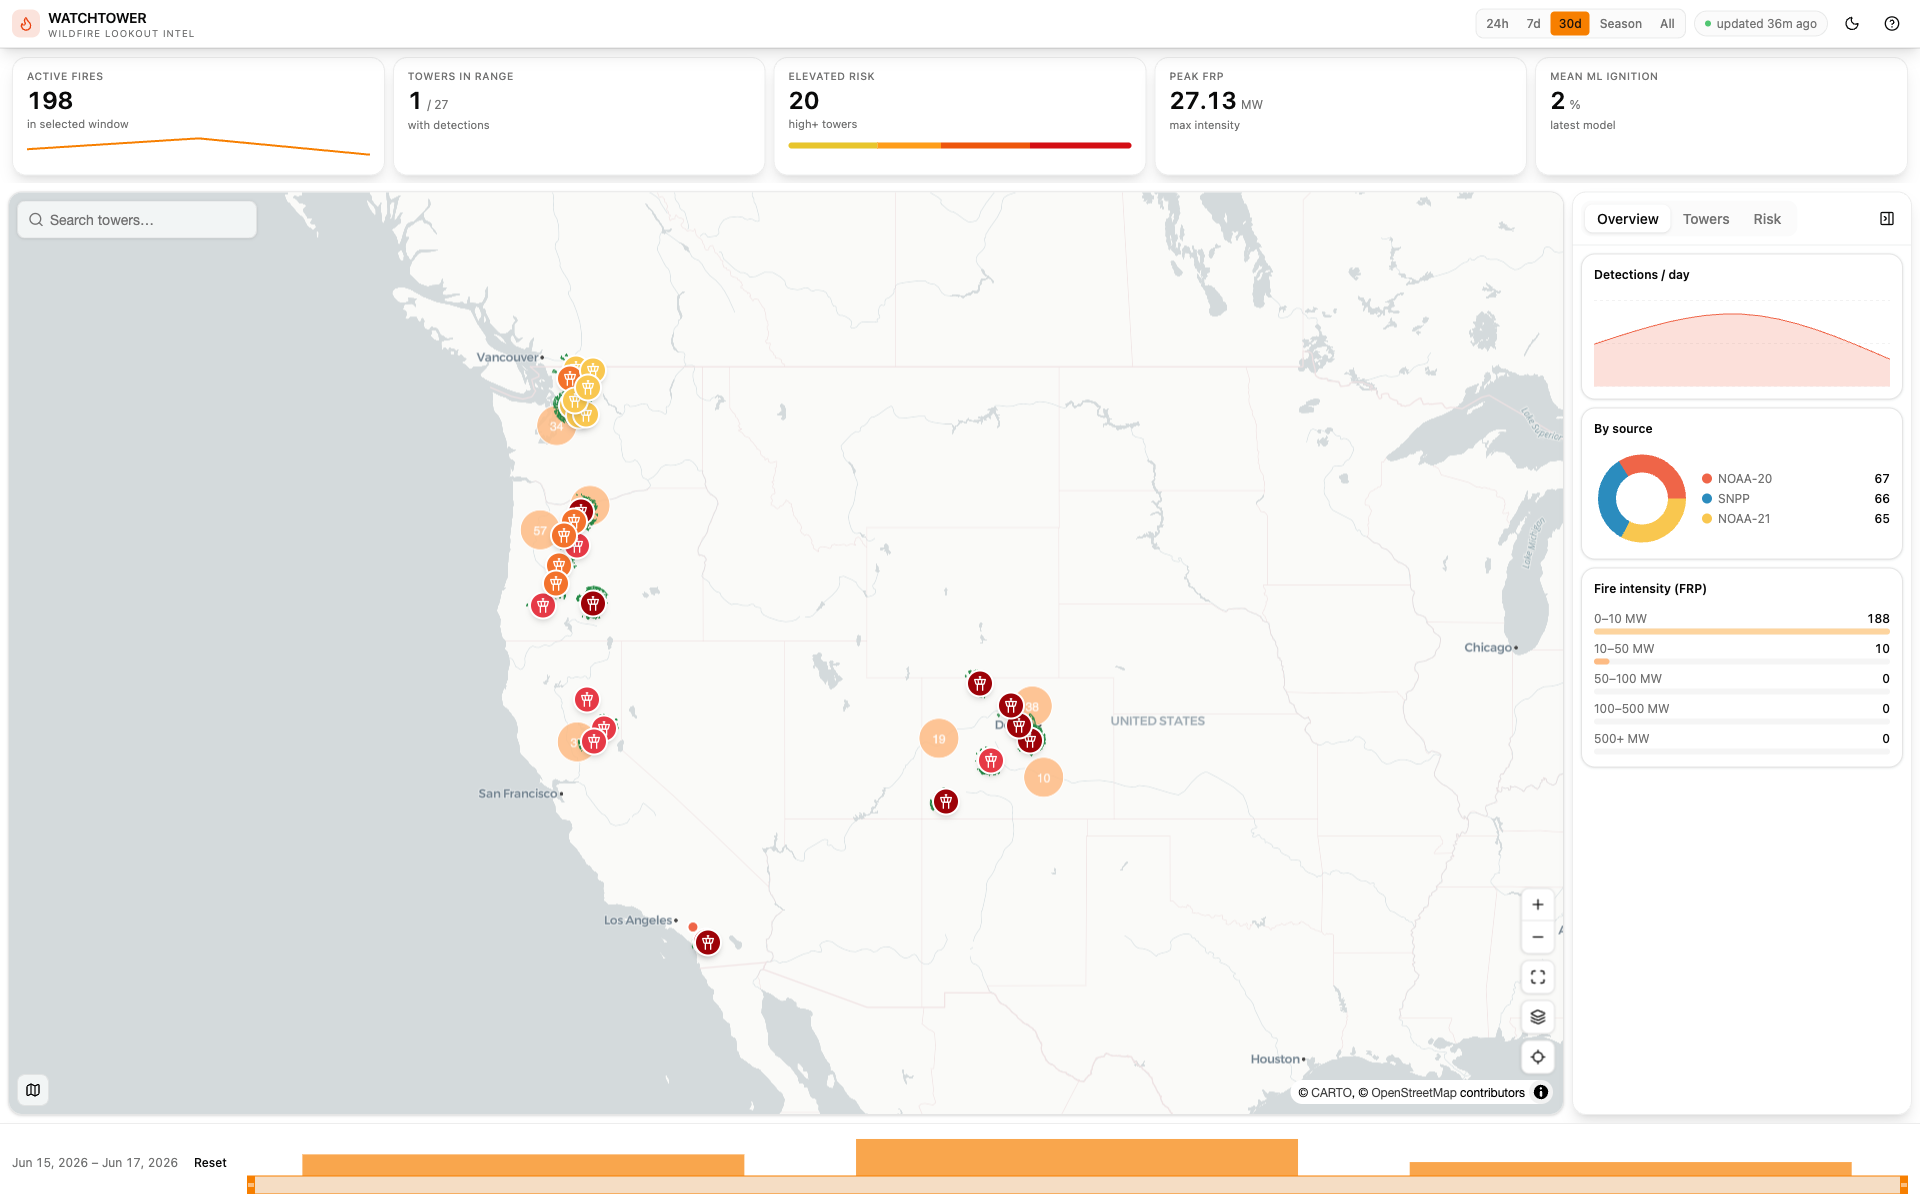 WATCHTOWER
WILDFIRE LOOKOUT INTEL
24h 7d 30d Season All
updated 36m ago
ACTIVE FIRES
198
in selected window
TOWERS IN RANGE
1 / 27
with detections
ELEVATED RISK
20
high+ towers
PEAK FRP
27.13 MW
max intensity
MEAN ML IGNITION
2 %
latest model
Search towers...
Vancouver
34
57
38
19
10
UNITED STATES
Chicago
San Francisco
Los Angeles
Houston
Lake Superior
Lake Michigan
© CARTO, © OpenStreetMap contributors
Overview Towers Risk
Detections / day
By source
NOAA-20 67
SNPP 66
NOAA-21 65
Fire intensity (FRP)
0–10 MW 188
10–50 MW 10
50–100 MW 0
100–500 MW 0
500+ MW 0
Jun 15, 2026 – Jun 17, 2026 Reset